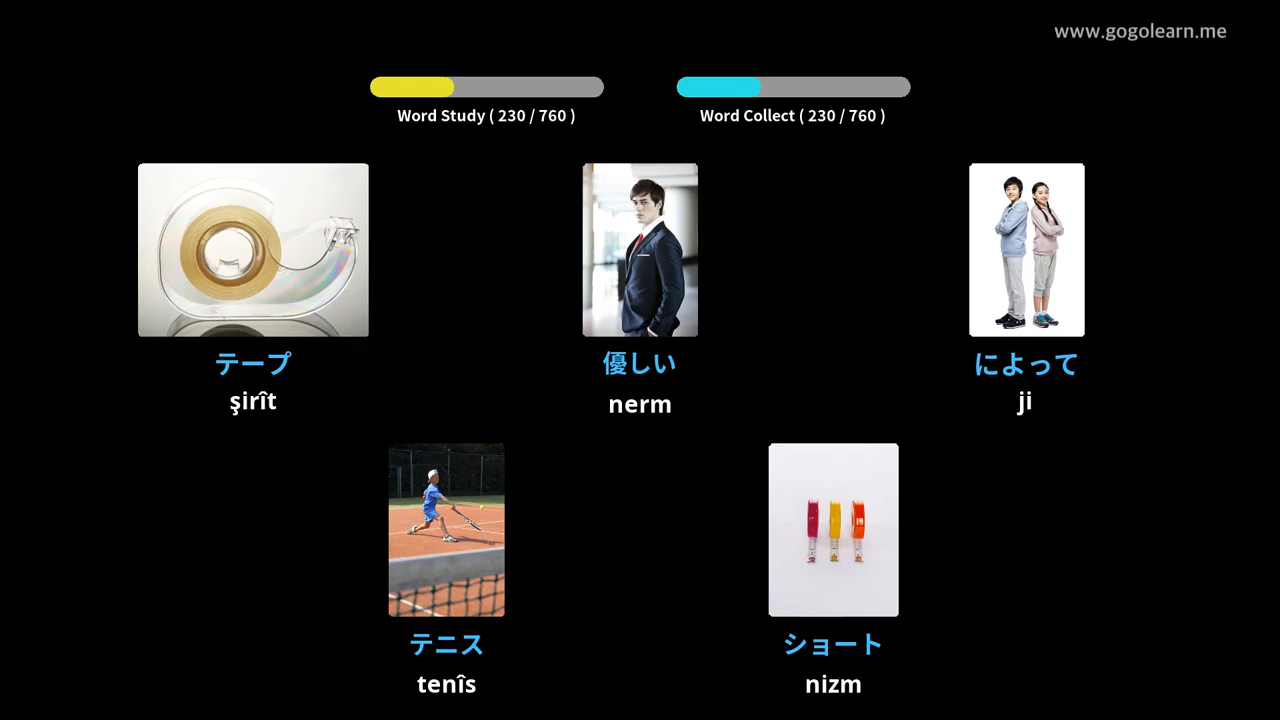 www.gogolearn.me
Word Study ( 230 / 760 )
Word Collect ( 230 / 760 )
テープ
şirît
優しい
nerm
によって
ji
テニス
tenîs
ショート
nizm